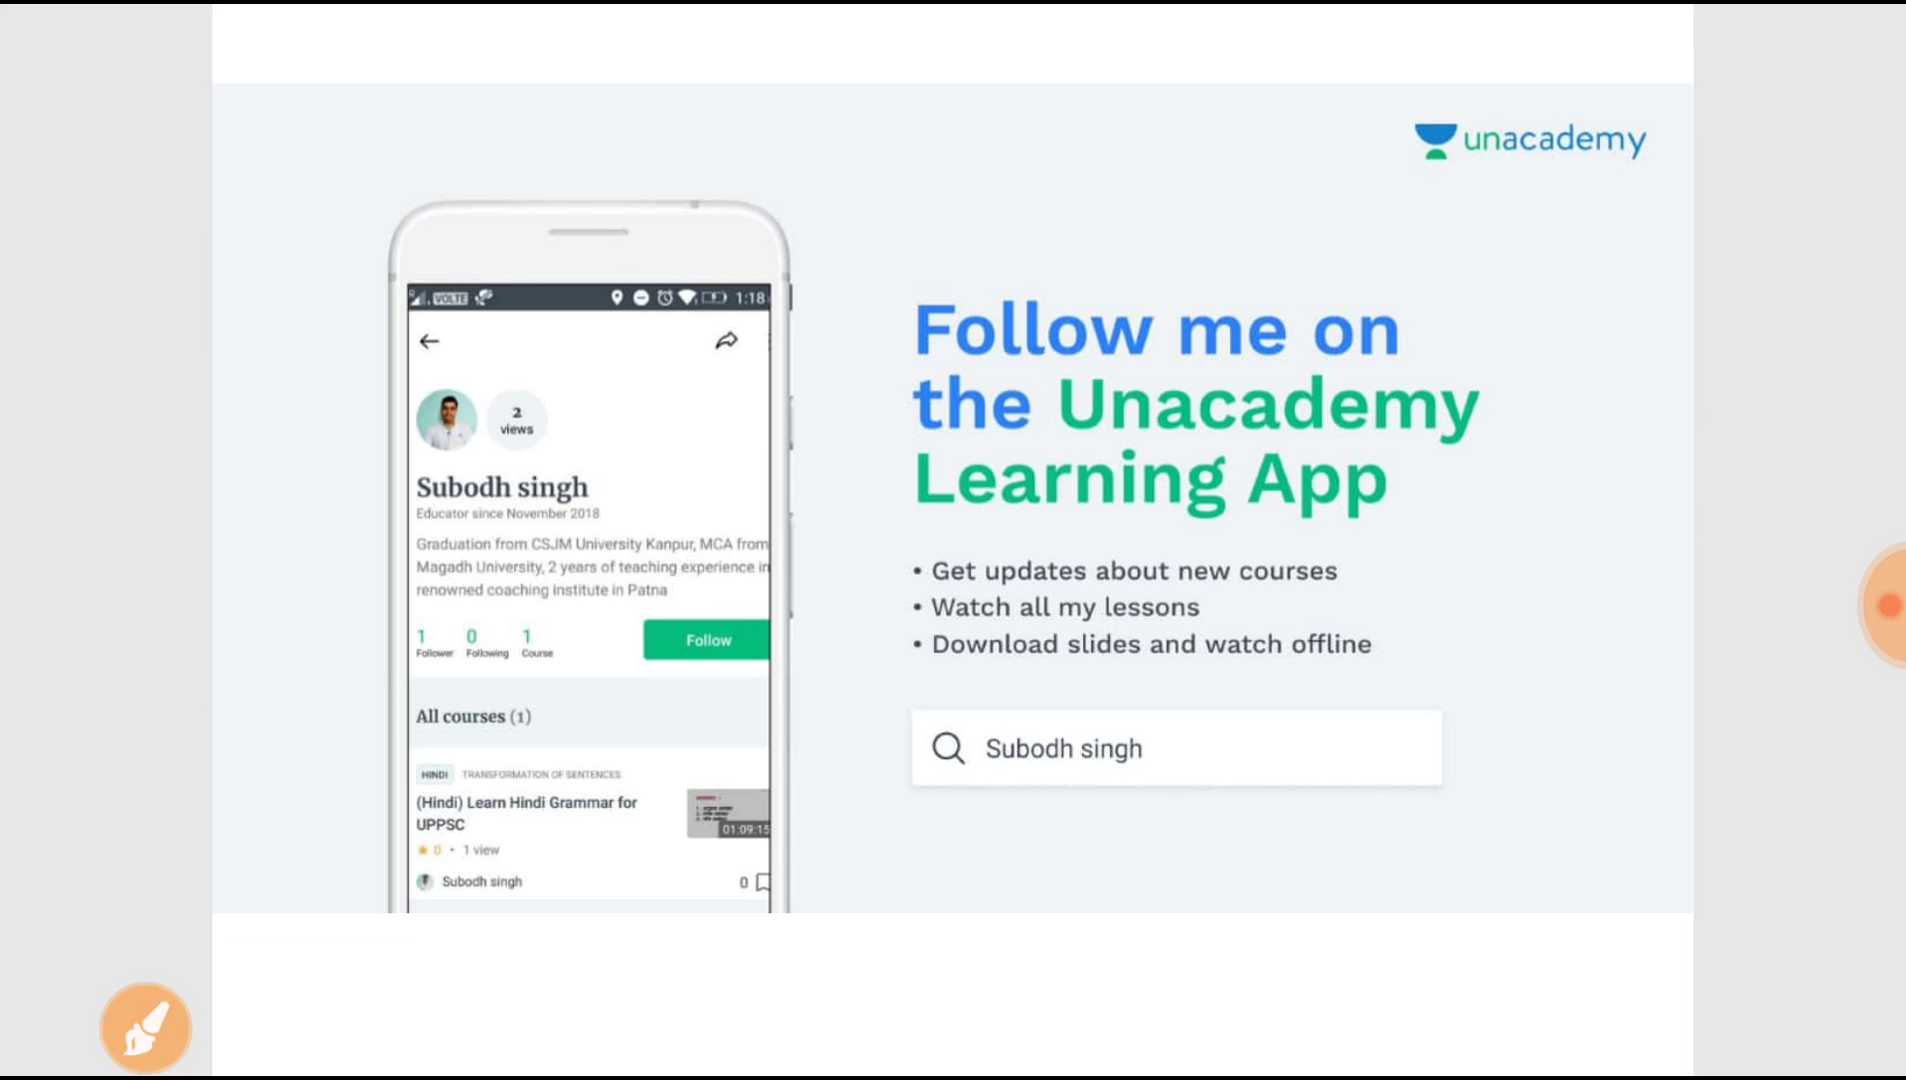 unacademy
VOLTE 1:18
2
views
Subodh singh
Educator since November 2018
Graduation from CSJM University Kanpur, MCA from
Magadh University, 2 years of teaching experience in
renowned coaching institute in Patna
1 0 1
Follower Following Course
Follow
All courses (1)
HINDI TRANSFORMATION OF SENTENCES
(Hindi) Learn Hindi Grammar for
UPPSC
01:09:15
0 • 1 view
Subodh singh
0
Follow me on
the Unacademy
Learning App
• Get updates about new courses
• Watch all my lessons
• Download slides and watch offline
Subodh singh